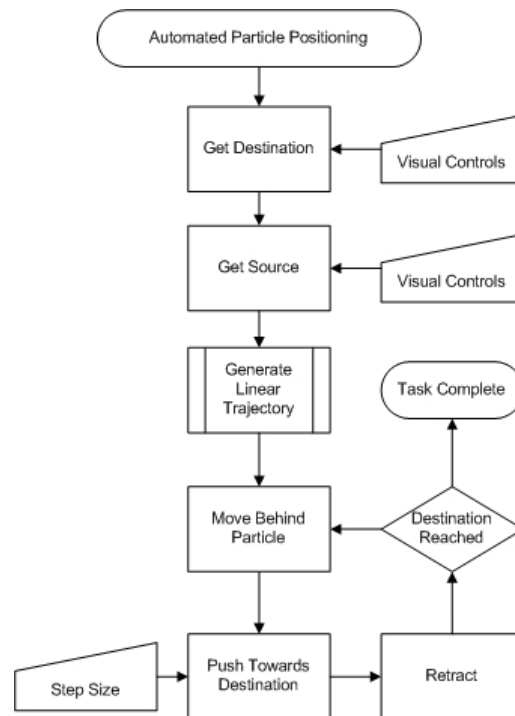 Automated Particle Positioning
Get Destination
Visual Controls
Get Source
Visual Controls
Generate
Linear
Trajectory
Task Complete
Move Behind
Particle
Destination
Reached
Step Size
Push Towards
Destination
Retract